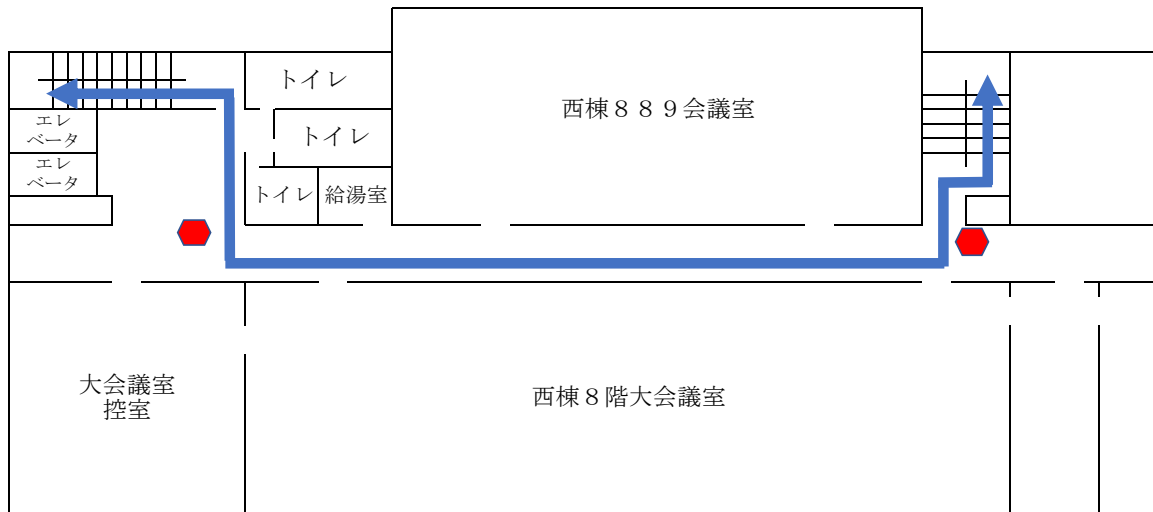 トイレ
西棟８８９会議室
エレ
ベータ
トイレ
エレ
ベータ
トイレ
給湯室
大会議室
控室
西棟８階大会議室